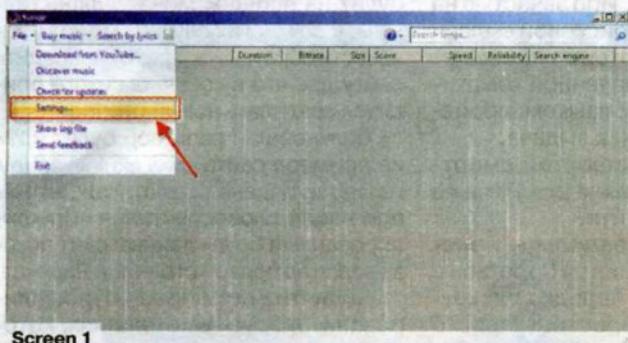 File Buy music Search by lyrics Search songs...
Duration Bitrate Size Score Speed Reliability Search engine
Download from YouTube...
Discover music
Check for updates
Settings...
Show log file
Send feedback
Exit
Screen 1